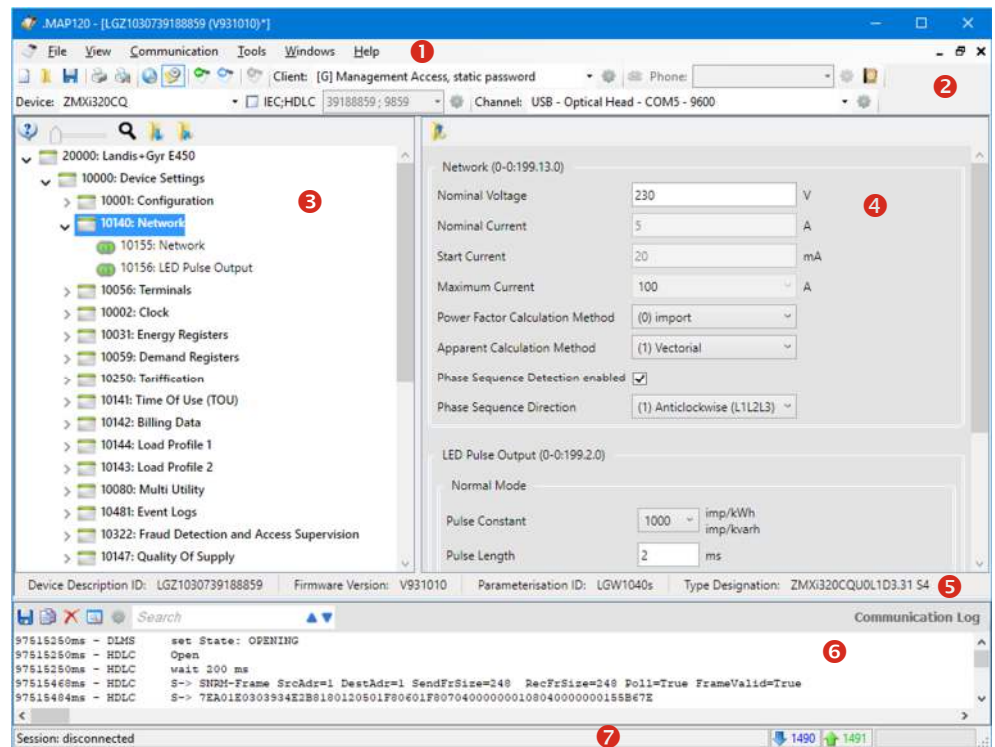 .MAP120 - [LGZ1030739188859 (V931010)*]
File View Communication Tools Windows Help
1
Client: [G] Management Access, static password Phone:
2
Device: ZMXi320CQ IEC;HDLC 39188859 ; 9859 Channel: USB - Optical Head - COM5 - 9600
20000: Landis+Gyr E450
10000: Device Settings
10001: Configuration
3
10140: Network
10155: Network
10156: LED Pulse Output
10056: Terminals
10002: Clock
10031: Energy Registers
10059: Demand Registers
10250: Tariffication
10141: Time Of Use (TOU)
10142: Billing Data
10144: Load Profile 1
10143: Load Profile 2
10080: Multi Utility
10481: Event Logs
10322: Fraud Detection and Access Supervision
10147: Quality Of Supply
Network (0-0:199.13.0)
Nominal Voltage 230 V
4
Nominal Current 5 A
Start Current 20 mA
Maximum Current 100 A
Power Factor Calculation Method (0) import
Apparent Calculation Method (1) Vectorial
Phase Sequence Detection enabled
Phase Sequence Direction (1) Anticlockwise (L1L2L3)
LED Pulse Output (0-0:199.2.0)
Normal Mode
Pulse Constant 1000 imp/kWh
imp/kvarh
Pulse Length 2 ms
Device Description ID: LGZ1030739188859 Firmware Version: V931010 Parameterisation ID: LGW1040s Type Designation: ZMXi320CQU0L1D3.31 S4
5
Search Communication Log
97515250ms - DLMS set State: OPENING
97515250ms - HDLC Open
6
97515250ms - HDLC wait 200 ms
97515468ms - HDLC S-> SNRM-Frame SrcAdr=1 DestAdr=1 SendFrSize=248 RecFrSize=248 Poll=True FrameValid=True
97515484ms - HDLC S-> 7EA01E0303934E2B8180120501F80601F807040000000108040000000155B67E
Session: disconnected
7
1490 1491